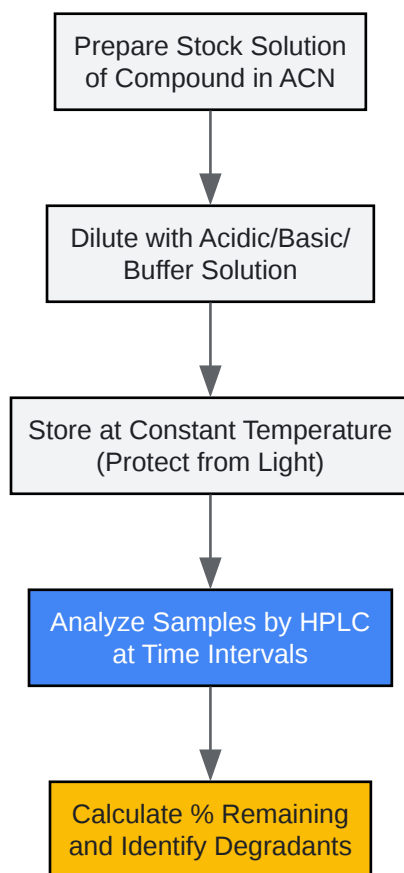 Prepare Stock Solution
of Compound in ACN
Dilute with Acidic/Basic/
Buffer Solution
Store at Constant Temperature
(Protect from Light)
Analyze Samples by HPLC
at Time Intervals
Calculate % Remaining
and Identify Degradants